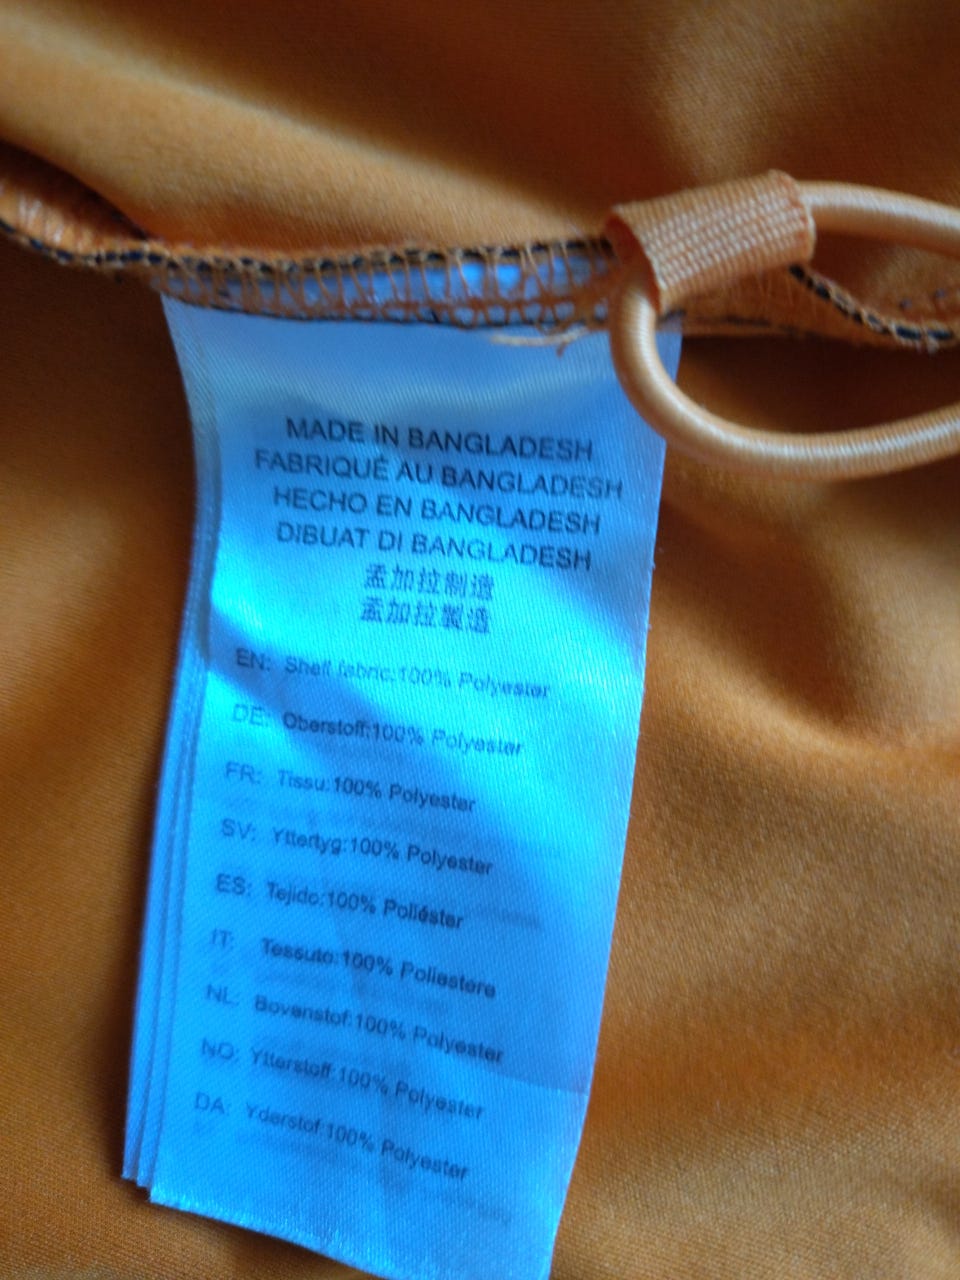 MADE IN BANGLADESH
FABRIQUÉ AU BANGLADESH
HECHO EN BANGLADESH
DIBUAT DI BANGLADESH
孟加拉制造
孟加拉製造
EN: Shell fabric:100% Polyester
DE: Oberstoff:100% Polyester
FR: Tissu:100% Polyester
SV: Yttertyg:100% Polyester
ES: Tejido:100% Poliéster
IT: Tessuto:100% Poliestere
NL: Bovenstof:100% Polyester
NO: Ytterstoff:100% Polyester
DA: Yderstof:100% Polyester